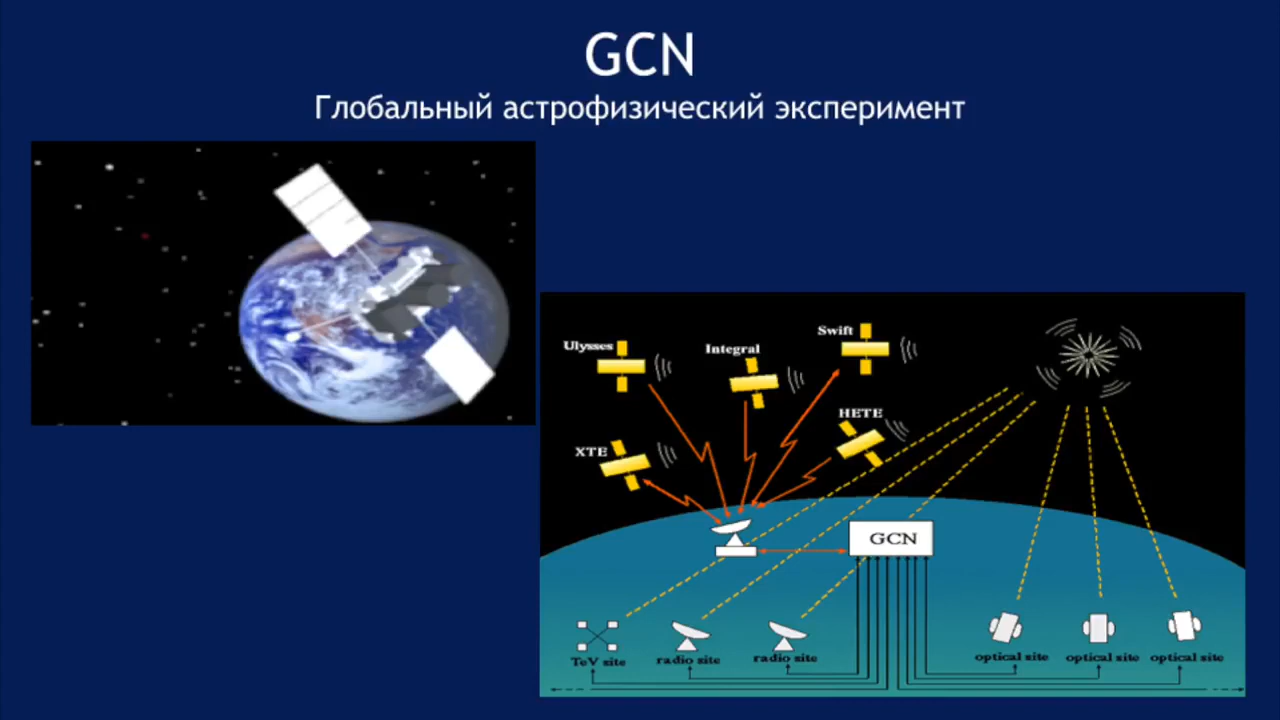 GCN
Глобальный астрофизический эксперимент
Swift
Ulysses
Integral
HETE
XTE
GCN
TeV site
radio site
radio site
optical site
optical site
optical site